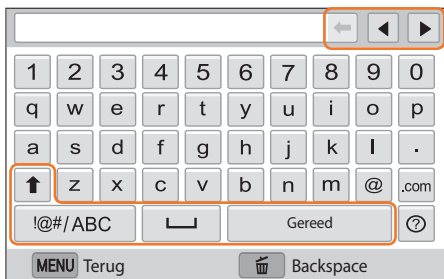 1 2 3 4 5 6 7 8 9 0
q w e r t y u i o p
a s d f g h j k l .
z x c v b n m @ .com
!@#/ABC Gereed ?
MENU Terug Backspace